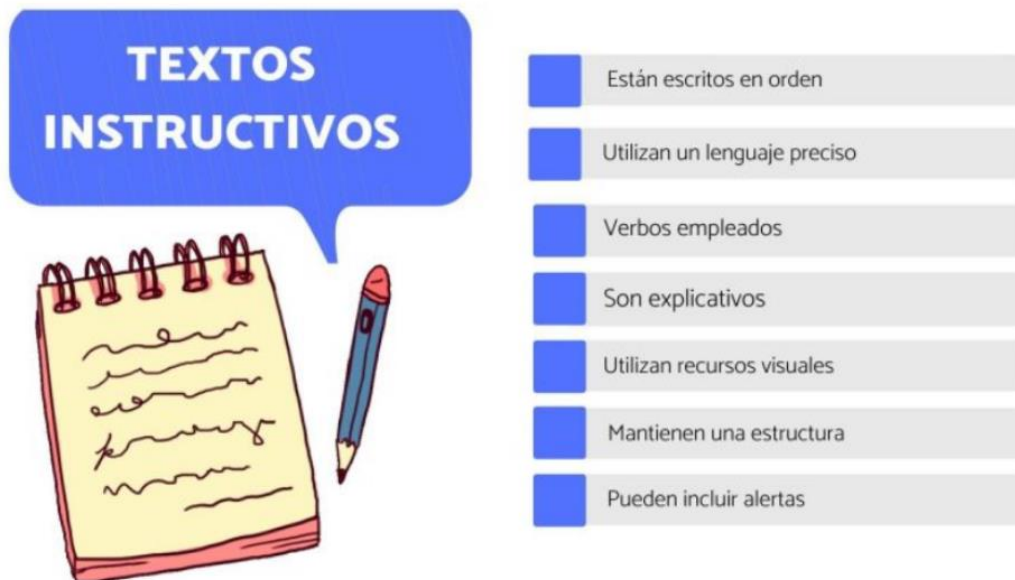 TEXTOS
INSTRUCTIVOS
Están escritos en orden
Utilizan un lenguaje preciso
Verbos empleados
Son explicativos
Utilizan recursos visuales
Mantienen una estructura
Pueden incluir alertas